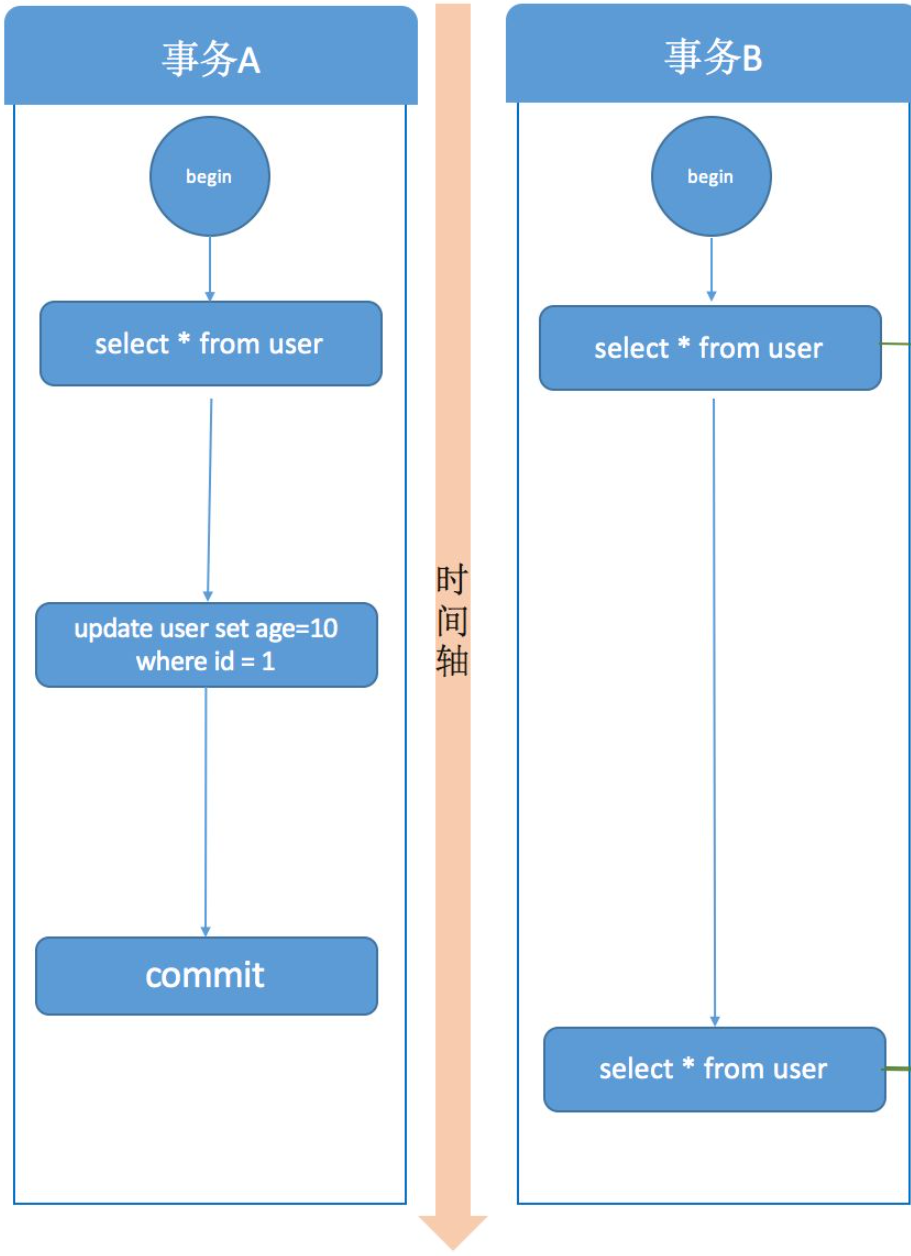 事务A
begin
select * from user
update user set age=10
where id = 1
commit
时
间
轴
事务B
begin
select * from user
select * from user